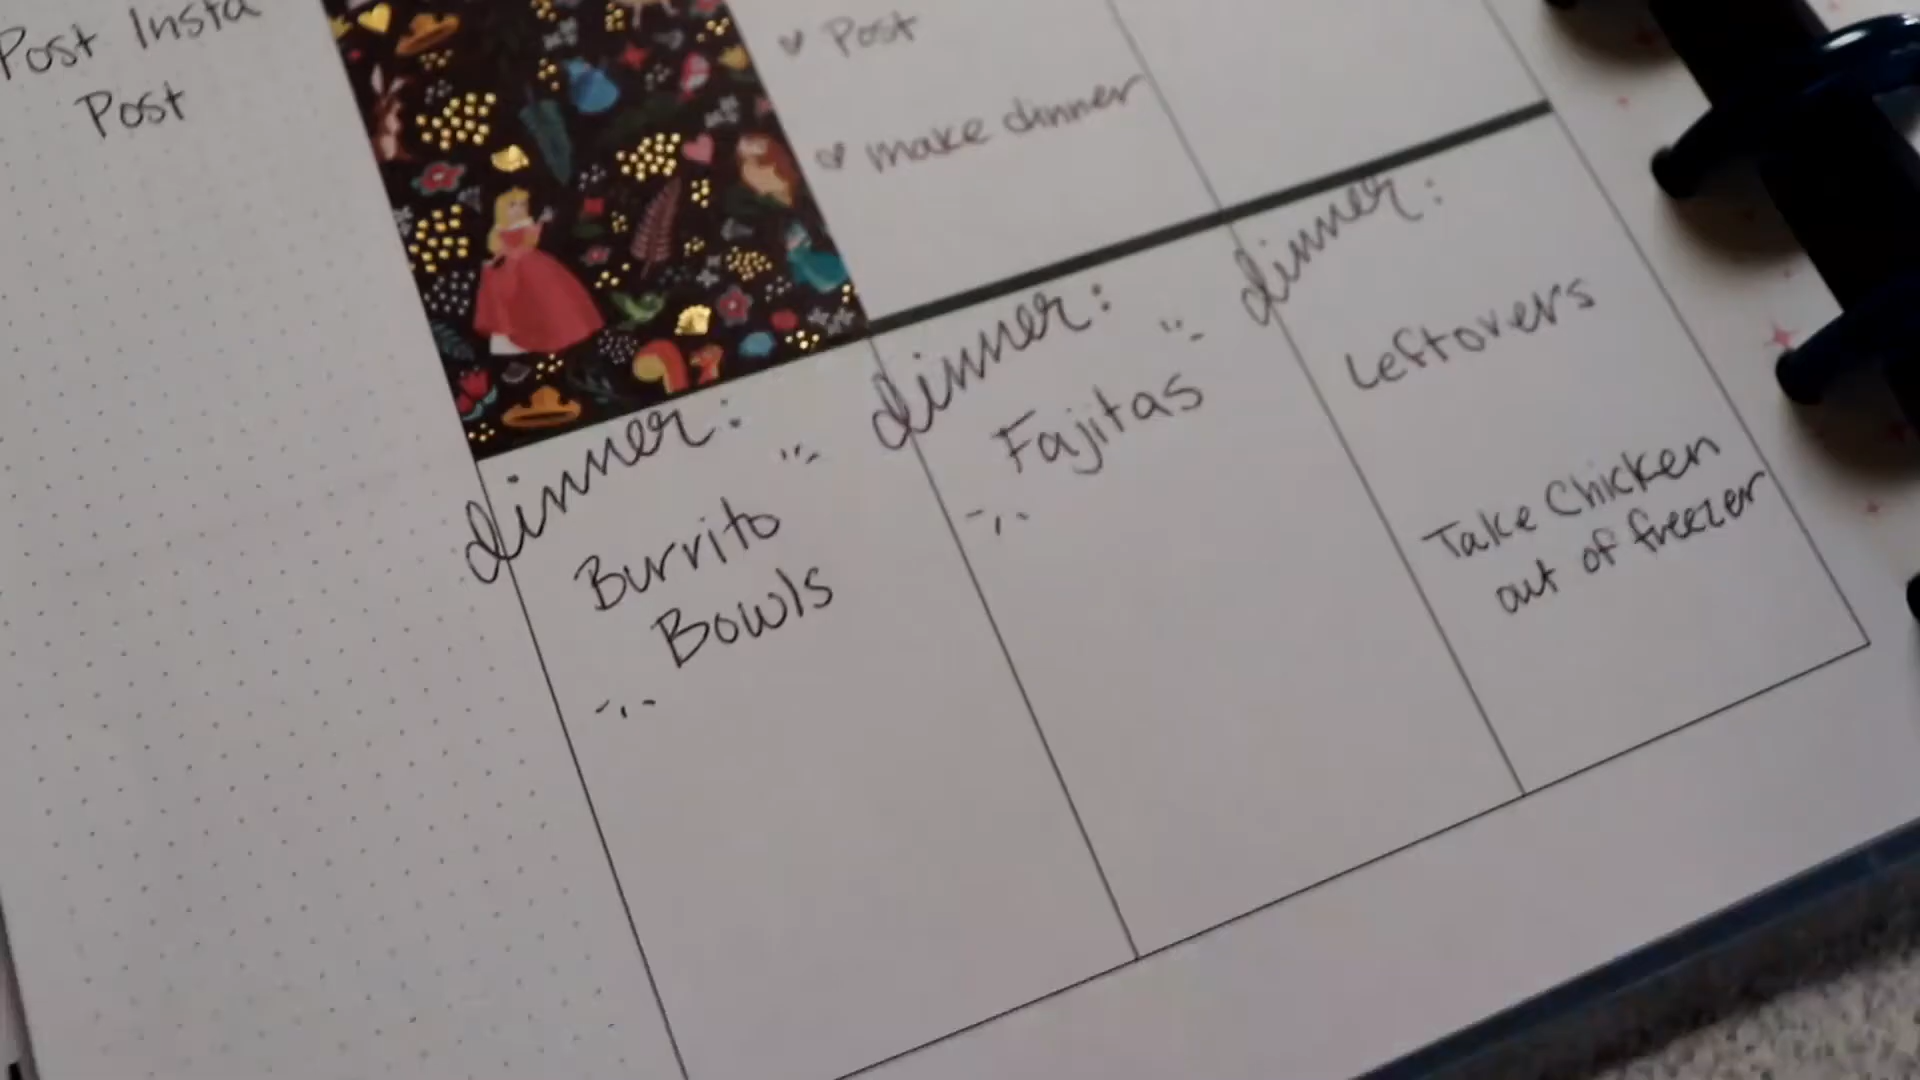 Post Insta
Post
Post
make dinner
dinner:
Burrito
Bowls
dinner:
Fajitas
dinner:
Leftovers
Take Chicken
out of freezer